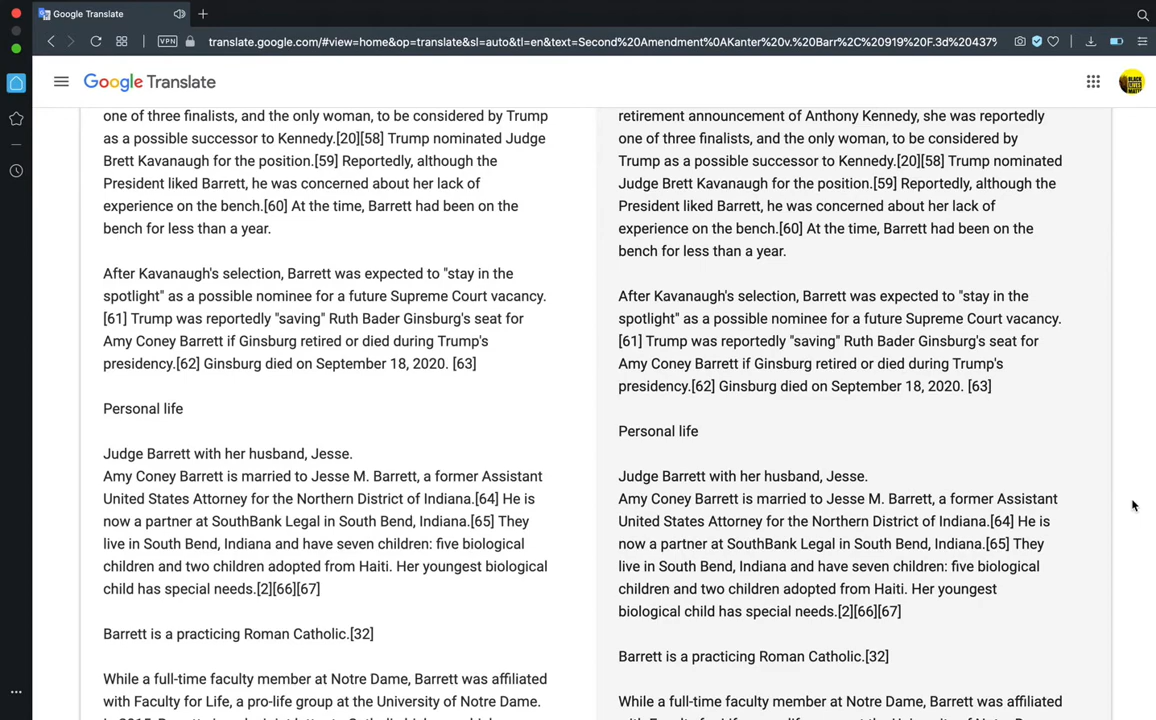 Google Translate
VPN
translate.google.com/#view=home&op=translate&sl=auto&tl=en&text=Second%20Amendment%0AKanter%20v.%20Barr%2C%20919%20F.3d%20437%
Google Translate
BLACK
LIVES
one of three finalists, and the only woman, to be considered by Trump
as a possible successor to Kennedy.[20][58] Trump nominated Judge
Brett Kavanaugh for the position.[59] Reportedly, although the
President liked Barrett, he was concerned about her lack of
experience on the bench.[60] At the time, Barrett had been on the
bench for less than a year.
After Kavanaugh's selection, Barrett was expected to "stay in the
spotlight" as a possible nominee for a future Supreme Court vacancy.
[61] Trump was reportedly "saving" Ruth Bader Ginsburg's seat for
Amy Coney Barrett if Ginsburg retired or died during Trump's
presidency.[62] Ginsburg died on September 18, 2020. [63]
Personal life
Judge Barrett with her husband, Jesse.
Amy Coney Barrett is married to Jesse M. Barrett, a former Assistant
United States Attorney for the Northern District of Indiana.[64] He is
now a partner at SouthBank Legal in South Bend, Indiana.[65] They
live in South Bend, Indiana and have seven children: five biological
children and two children adopted from Haiti. Her youngest biological
child has special needs.[2][66][67]
Barrett is a practicing Roman Catholic.[32]
While a full-time faculty member at Notre Dame, Barrett was affiliated
with Faculty for Life, a pro-life group at the University of Notre Dame.
retirement announcement of Anthony Kennedy, she was reportedly
one of three finalists, and the only woman, to be considered by
Trump as a possible successor to Kennedy.[20][58] Trump nominated
Judge Brett Kavanaugh for the position.[59] Reportedly, although the
President liked Barrett, he was concerned about her lack of
experience on the bench.[60] At the time, Barrett had been on the
bench for less than a year.
After Kavanaugh's selection, Barrett was expected to "stay in the
spotlight" as a possible nominee for a future Supreme Court vacancy.
[61] Trump was reportedly "saving" Ruth Bader Ginsburg's seat for
Amy Coney Barrett if Ginsburg retired or died during Trump's
presidency.[62] Ginsburg died on September 18, 2020. [63]
Personal life
Judge Barrett with her husband, Jesse.
Amy Coney Barrett is married to Jesse M. Barrett, a former Assistant
United States Attorney for the Northern District of Indiana.[64] He is
now a partner at SouthBank Legal in South Bend, Indiana.[65] They
live in South Bend, Indiana and have seven children: five biological
children and two children adopted from Haiti. Her youngest
biological child has special needs.[2][66][67]
Barrett is a practicing Roman Catholic.[32]
While a full-time faculty member at Notre Dame, Barrett was affiliated